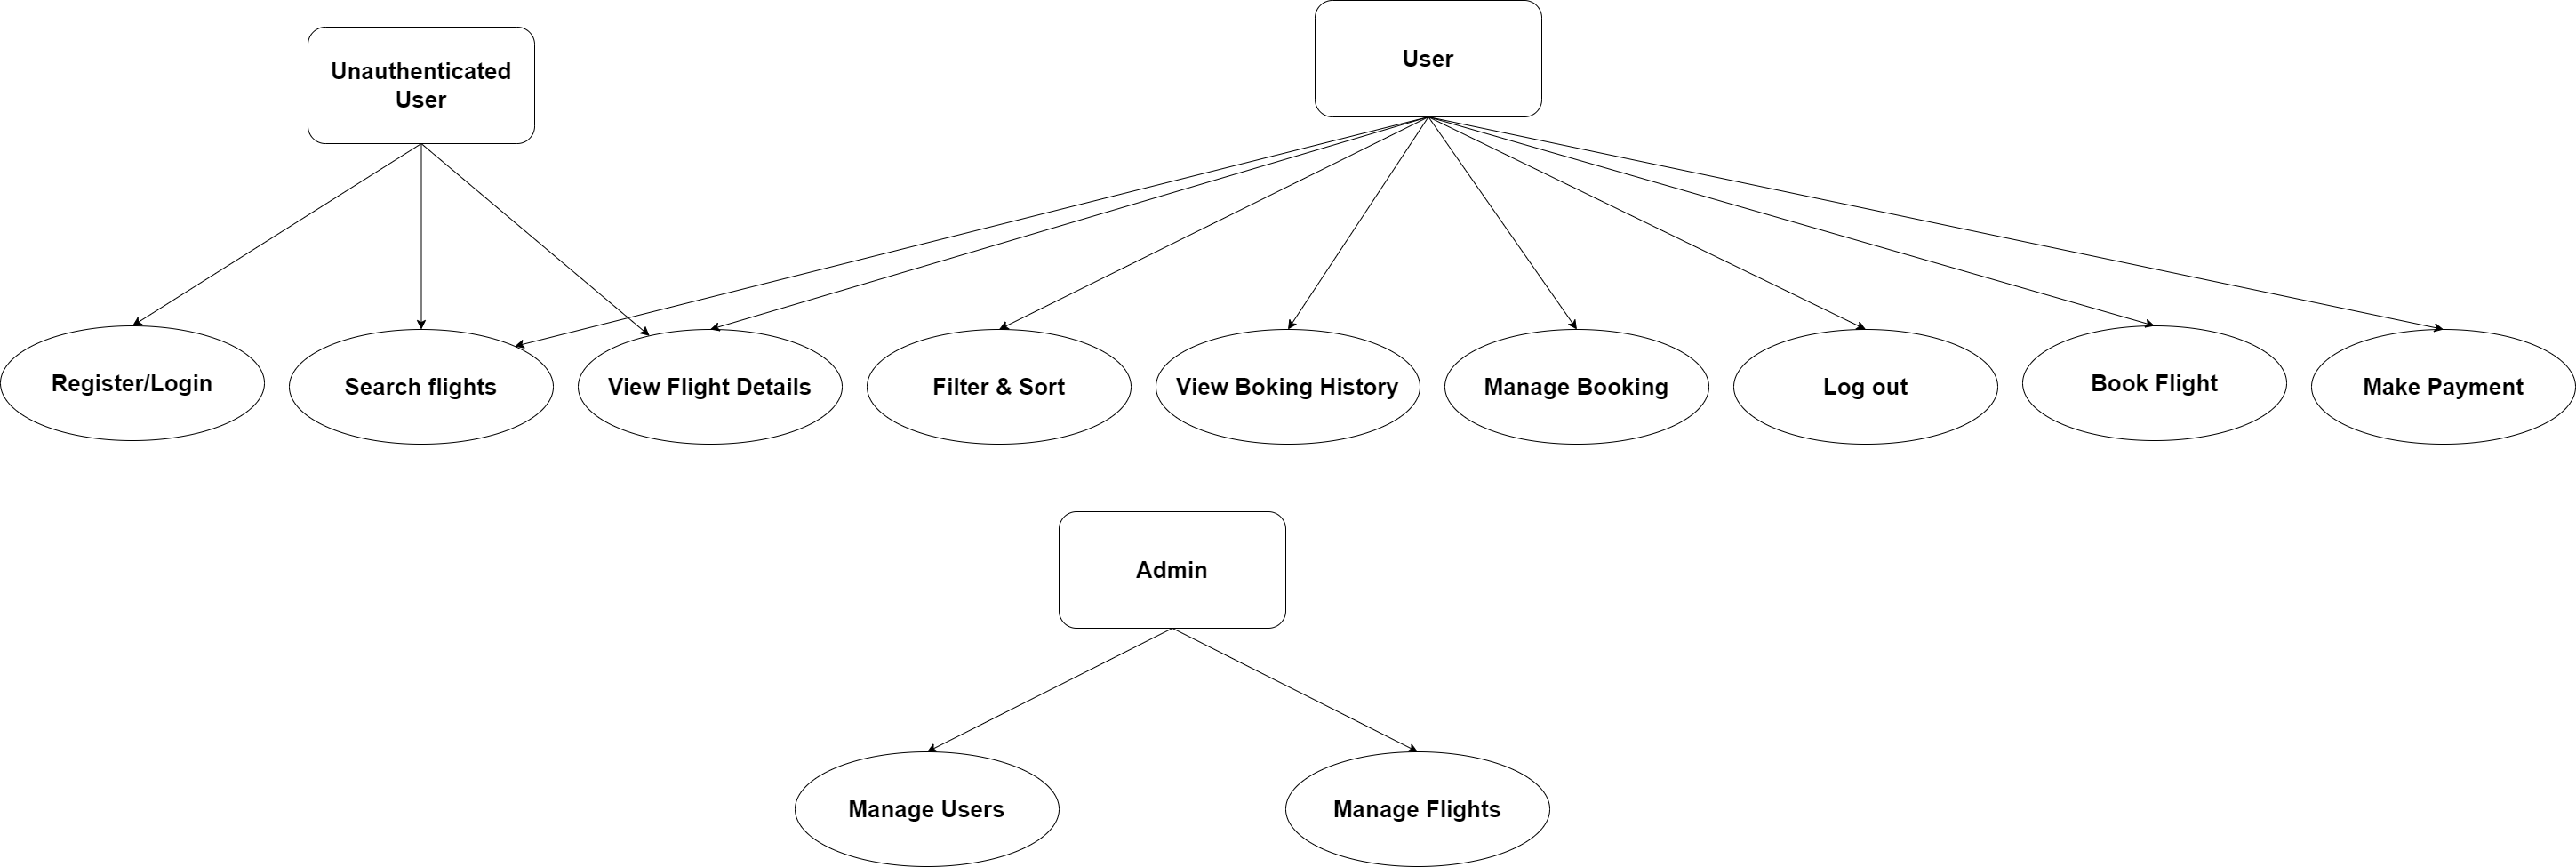 Unauthenticated
User
User
Register/Login
Search flights
View Flight Details
Filter & Sort
View Boking History
Manage Booking
Log out
Book Flight
Make Payment
Admin
Manage Users
Manage Flights